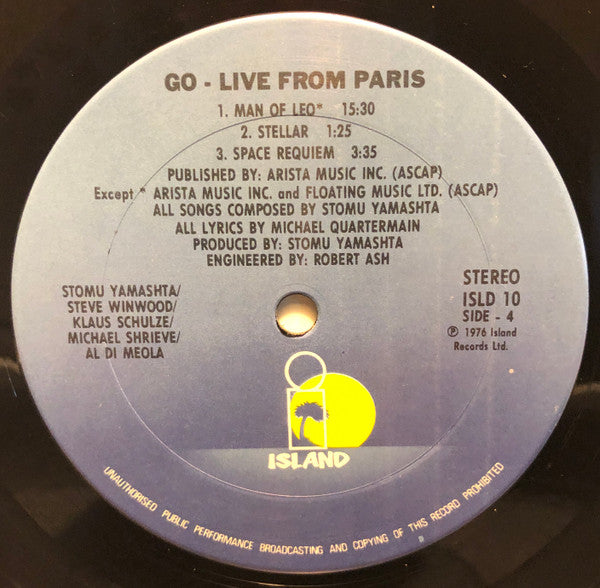 GO - LIVE FROM PARIS
1. MAN OF LEO* 15:30
2. STELLAR 1:25
3. SPACE REQUIEM 3:35
PUBLISHED BY: ARISTA MUSIC INC. (ASCAP)
Except * ARISTA MUSIC INC. and FLOATING MUSIC LTD. (ASCAP)
ALL SONGS COMPOSED BY STOMU YAMASHTA
ALL LYRICS BY MICHAEL QUARTERMAIN
PRODUCED BY: STOMU YAMASHTA
ENGINEERED BY: ROBERT ASH
STOMU YAMASHTA/
STEVE WINWOOD/
KLAUS SCHULZE/
MICHAEL SHRIEVE/
AL DI MEOLA
STEREO
ISLD 10
SIDE - 4
℗ 1976 Island
Records Ltd.
ISLAND
UNAUTHORISED PUBLIC PERFORMANCE BROADCASTING AND COPYING OF THIS RECORD PROHIBITED